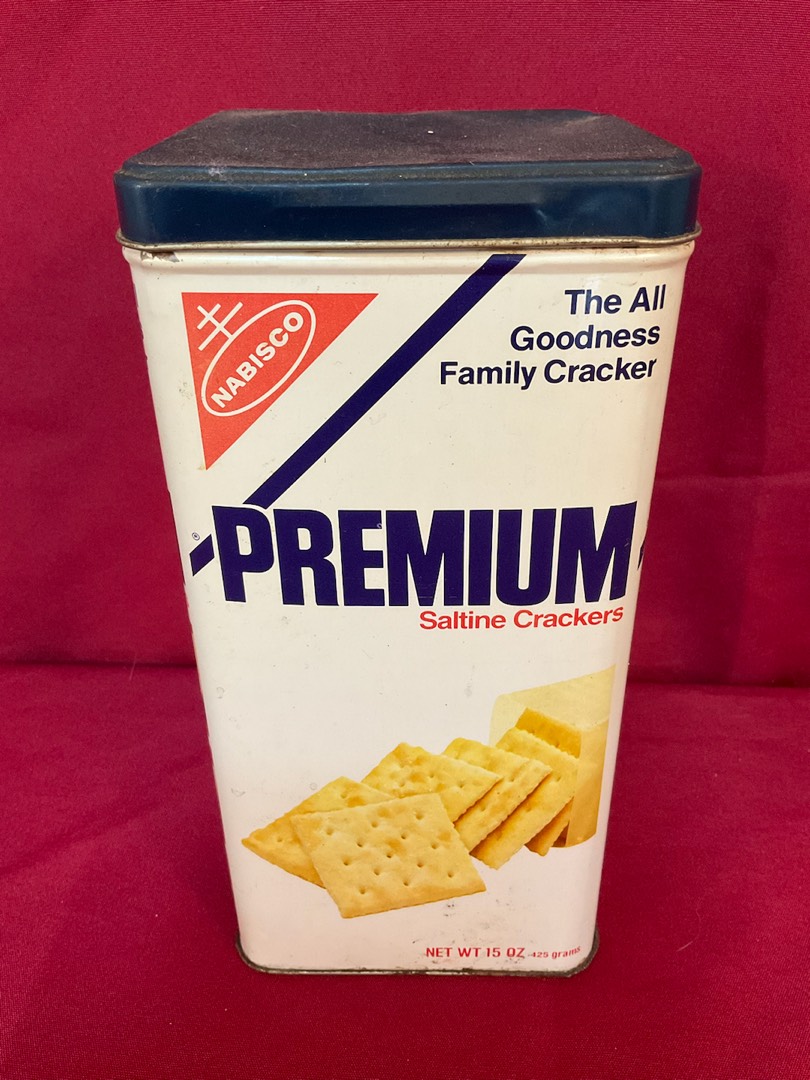 NABISCO
The All
Goodness
Family Cracker
PREMIUM®
Saltine Crackers
NET WT 15 OZ 425 grams